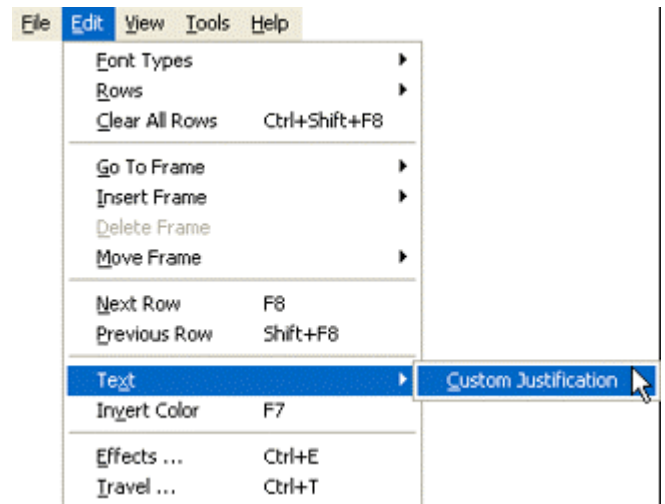 File Edit View Tools Help
Font Types
Rows
Clear All Rows Ctrl+Shift+F8
Go To Frame
Insert Frame
Delete Frame
Move Frame
Next Row F8
Previous Row Shift+F8
Text Custom Justification
Invert Color F7
Effects ... Ctrl+E
Travel ... Ctrl+T